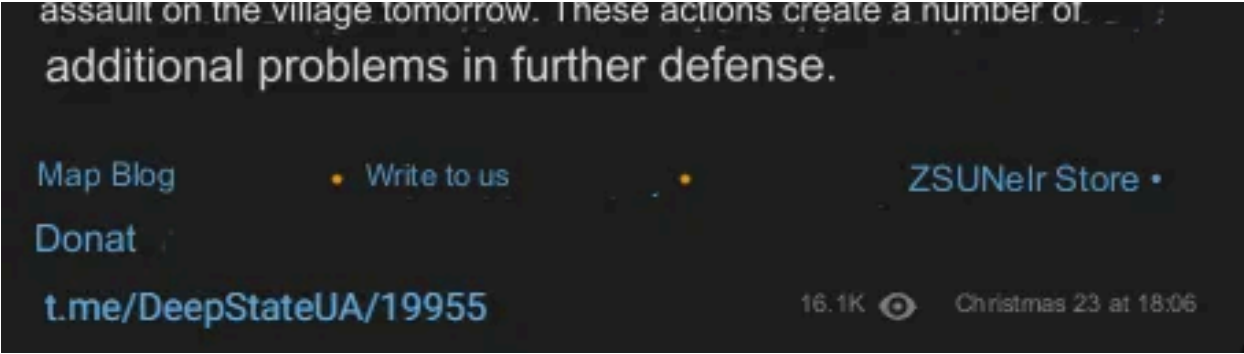 assault on the village tomorrow. These actions create a number of
additional problems in further defense.
Map Blog • Write to us • ZSUNelr Store •
Donat
t.me/DeepStateUA/19955
16.1K Christmas 23 at 18:06